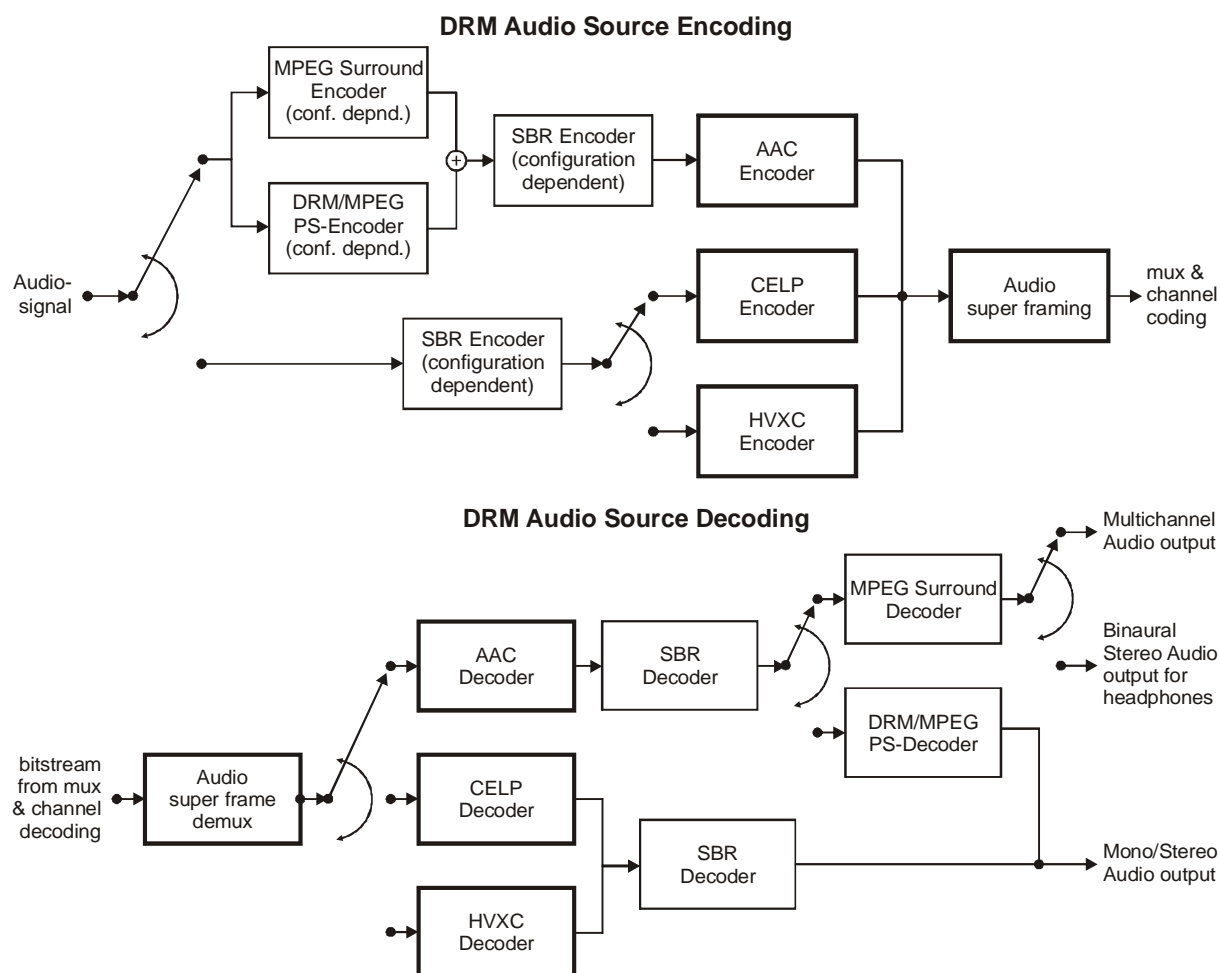 DRM Audio Source Encoding
MPEG Surround
Encoder
(conf. depnd.)
SBR Encoder
(configuration
dependent)
AAC
Encoder
+
DRM/MPEG
PS-Encoder
(conf. depnd.)
Audio-
signal
CELP
Encoder
Audio
super framing
mux &
channel
coding
SBR Encoder
(configuration
dependent)
HVXC
Encoder
DRM Audio Source Decoding
Multichannel
Audio output
MPEG Surround
Decoder
AAC
Decoder
SBR
Decoder
Binaural
Stereo Audio
output for
headphones
DRM/MPEG
PS-Decoder
bitstream
from mux
& channel
decoding
Audio
super frame
demux
CELP
Decoder
SBR
Decoder
Mono/Stereo
Audio output
HVXC
Decoder